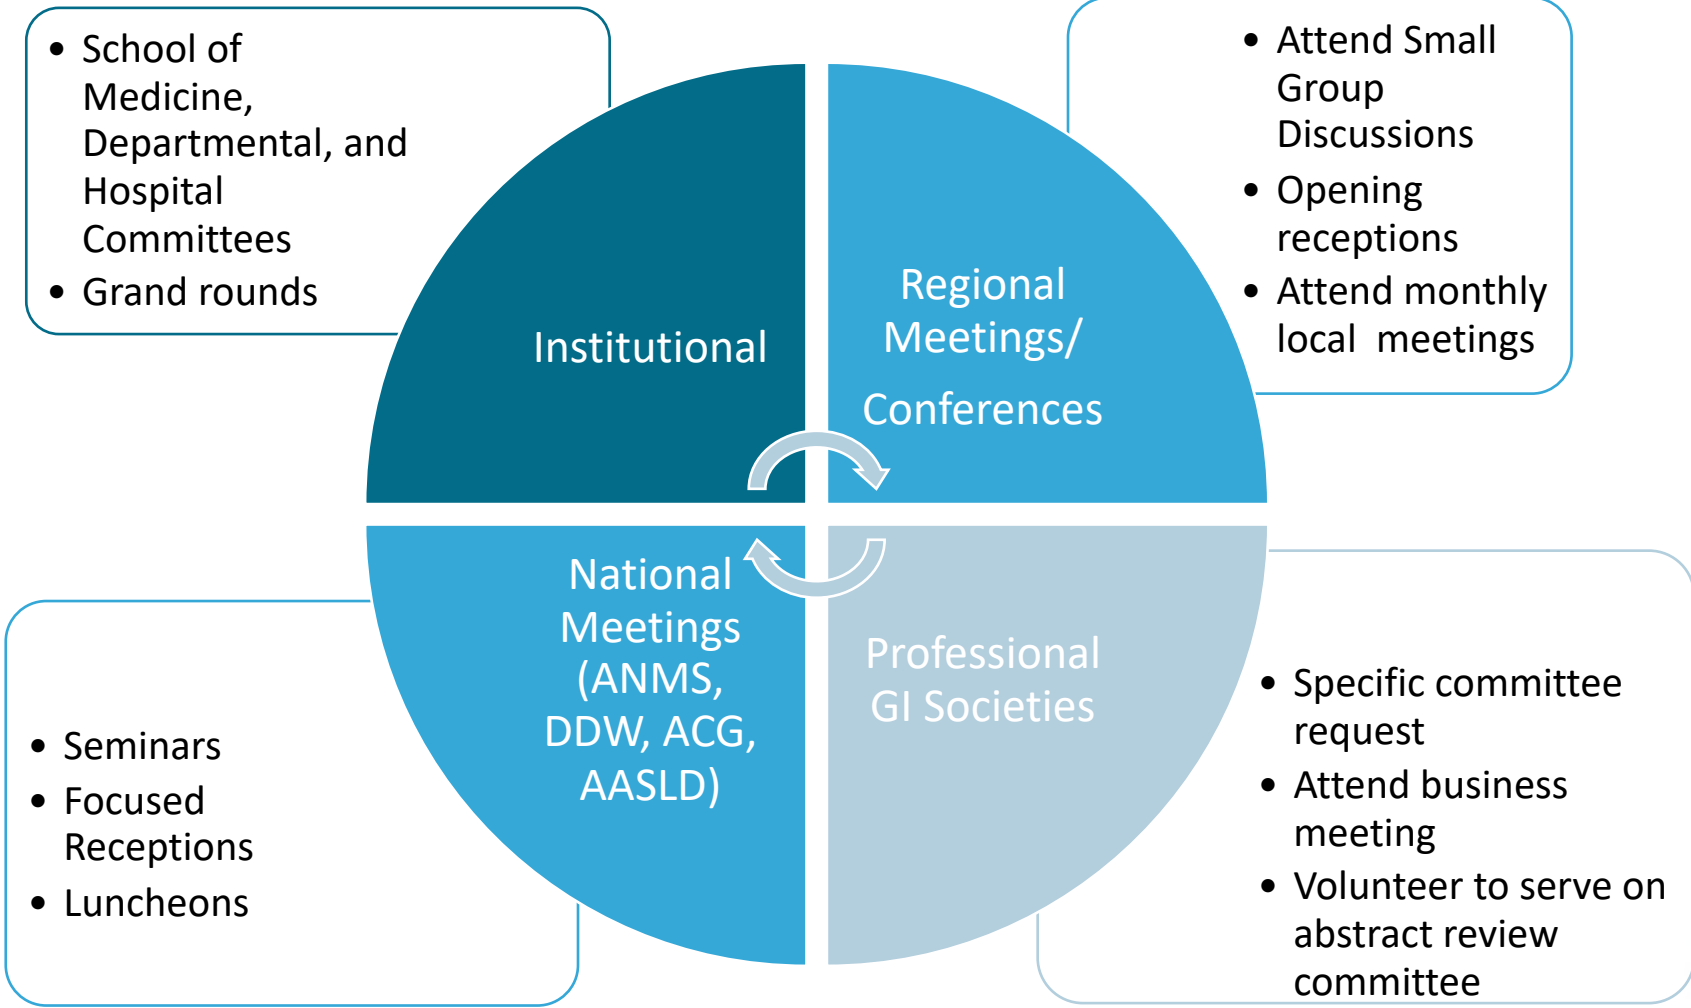 • School of
Medicine,
Departmental, and
Hospital
Committees
• Grand rounds
Institutional
• Attend Small
Group
Discussions
• Opening
receptions
• Attend monthly
local  meetings
Regional
Meetings/
Conferences
National
Meetings
(ANMS,
DDW, ACG,
AASLD)
• Seminars
• Focused
Receptions
• Luncheons
Professional
GI Societies
• Specific committee
request
• Attend business
meeting
• Volunteer to serve on
abstract review
committee